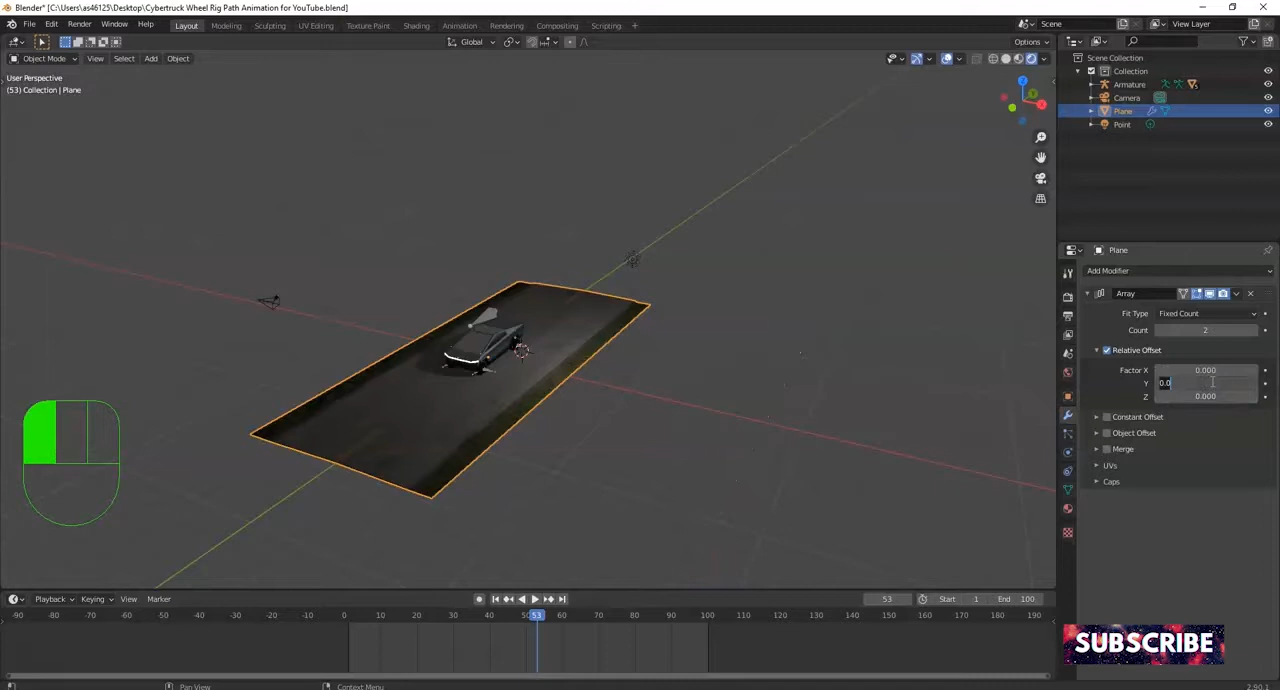 Blender* [C:\Users\as46125\Desktop\Cybertruck Wheel Rig Path Animation for YouTube.blend]
File Edit Render Window Help Layout Modeling Sculpting UV Editing Texture Paint Shading Animation Rendering Compositing Scripting + Scene View Layer
Global Options
Object Mode View Select Add Object
User Perspective
(53) Collection | Plane
Scene Collection
Collection
Armature
5
Camera
Plane
Point
Plane
Add Modifier
Array
Fit Type Fixed Count
Count 2
Relative Offset
Factor X 0.000
Y 0.0
Z 0.000
Constant Offset
Object Offset
Merge
UVs
Caps
Playback Keying View Marker 53 Start 1 End 100
-90 -80 -70 -60 -50 -40 -30 -20 -10 0 10 20 30 40 50 53 60 70 80 90 100 110 120 130 140 150 160 170 180 190
SUBSCRIBE
Pan View Context Menu 2.90.1